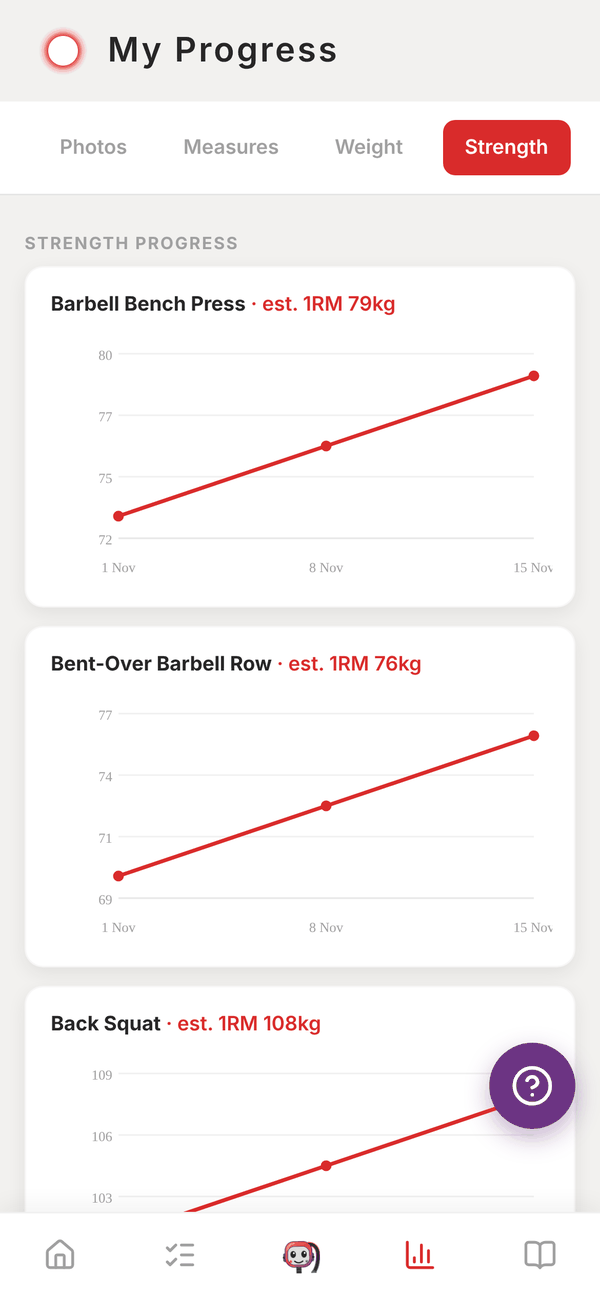 My Progress
Photos Measures Weight Strength
STRENGTH PROGRESS
Barbell Bench Press · est. 1RM 79kg
80
77
75
72
1 Nov 8 Nov 15 Nov
Bent-Over Barbell Row · est. 1RM 76kg
77
74
71
69
1 Nov 8 Nov 15 Nov
Back Squat · est. 1RM 108kg
109
106
103